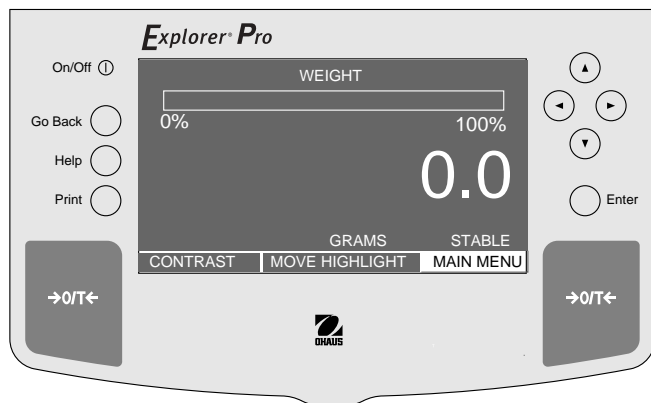 Explorer® Pro
On/Off
Go Back
Help
Print
WEIGHT
0% 100%
0.0
GRAMS STABLE
CONTRAST MOVE HIGHLIGHT MAIN MENU
Enter
→0/T←
→0/T←
OHAUS